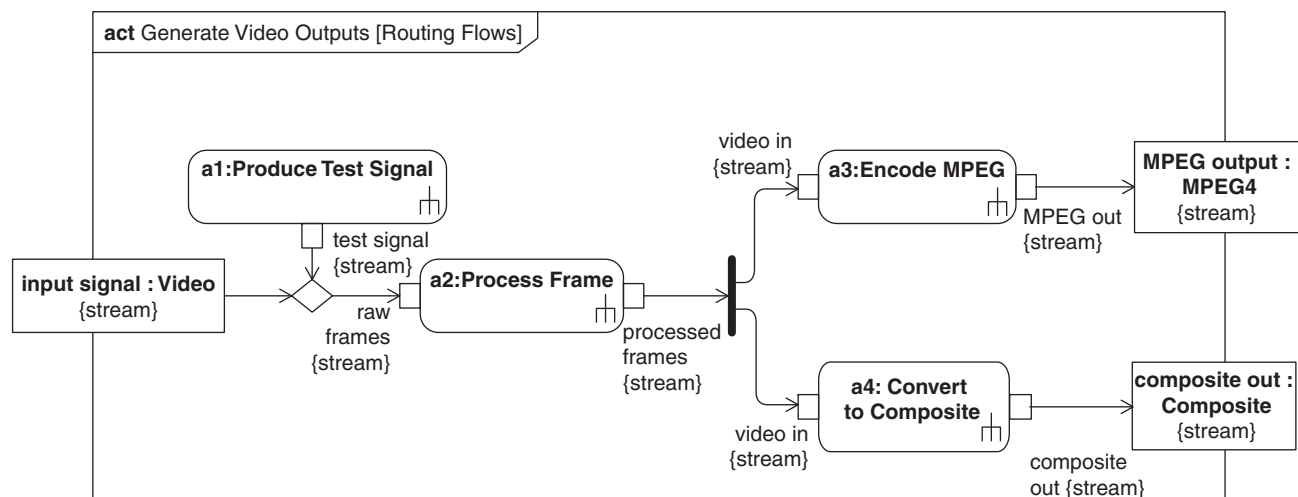 act Generate Video Outputs [Routing Flows]
a1:Produce Test Signal
test signal
{stream}
input signal : Video
{stream}
raw
frames
{stream}
a2:Process Frame
processed
frames
{stream}
video in
{stream}
a3:Encode MPEG
MPEG out
{stream}
MPEG output :
MPEG4
{stream}
video in
{stream}
a4: Convert
to Composite
composite
out {stream}
composite out :
Composite
{stream}